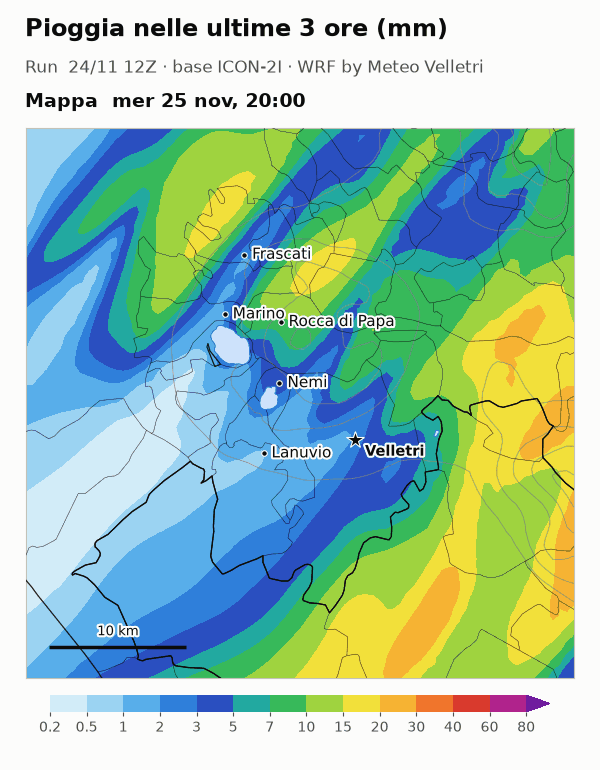 Pioggia nelle ultime 3 ore (mm)
Run 24/11 12Z · base ICON-2I · WRF by Meteo Velletri
Mappa mer 25 nov, 20:00
Frascati
Marino
Rocca di Papa
Nemi
Velletri
Lanuvio
10 km
0.2 0.5 1 2 3 5 7 10 15 20 30 40 60 80